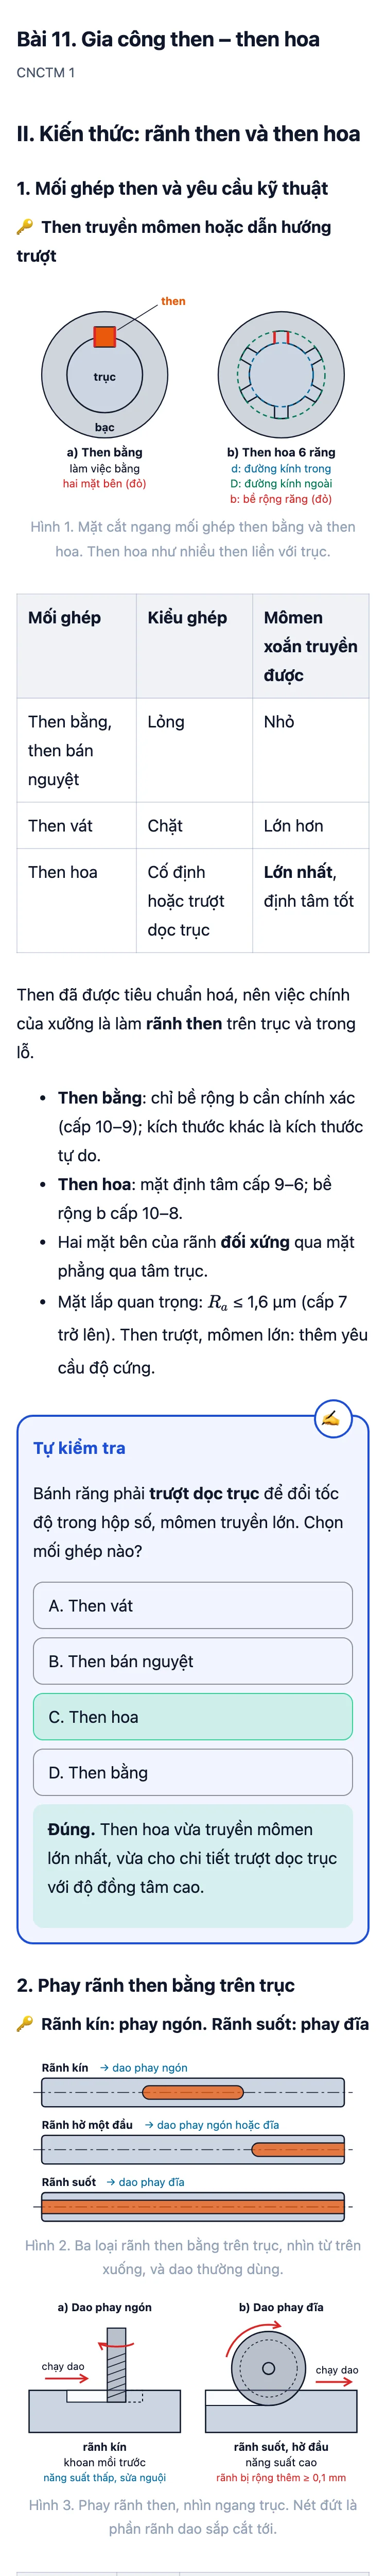 Bài 11. Gia công then – then hoa
CNCTM 1
II. Kiến thức: rãnh then và then hoa
1. Mối ghép then và yêu cầu kỹ thuật
🔑 Then truyền mômen hoặc dẫn hướng
trượt
then
trục
bạc
a) Then bằng
làm việc bằng
hai mặt bên (đỏ)
b) Then hoa 6 răng
d: đường kính trong
D: đường kính ngoài
b: bề rộng răng (đỏ)
Hình 1. Mặt cắt ngang mối ghép then bằng và then
hoa. Then hoa như nhiều then liền với trục.
Mối ghép
Kiểu ghép
Mômen
xoắn truyền
được
Then bằng,
then bán
nguyệt
Lỏng
Nhỏ
Then vát
Chặt
Lớn hơn
Then hoa
Cố định
hoặc trượt
dọc trục
Lớn nhất,
định tâm tốt
Then đã được tiêu chuẩn hoá, nên việc chính
của xưởng là làm rãnh then trên trục và trong
lỗ.
• Then bằng: chỉ bề rộng b cần chính xác
(cấp 10–9); kích thước khác là kích thước
tự do.
• Then hoa: mặt định tâm cấp 9–6; bề
rộng b cấp 10–8.
• Hai mặt bên của rãnh đối xứng qua mặt
phẳng qua tâm trục.
• Mặt lắp quan trọng: Ra ≤ 1,6 µm (cấp 7
trở lên). Then trượt, mômen lớn: thêm yêu
cầu độ cứng.
✍️
Tự kiểm tra
Bánh răng phải trượt dọc trục để đổi tốc
độ trong hộp số, mômen truyền lớn. Chọn
mối ghép nào?
A. Then vát
B. Then bán nguyệt
C. Then hoa
D. Then bằng
Đúng. Then hoa vừa truyền mômen
lớn nhất, vừa cho chi tiết trượt dọc trục
với độ đồng tâm cao.
2. Phay rãnh then bằng trên trục
🔑 Rãnh kín: phay ngón. Rãnh suốt: phay đĩa
Rãnh kín → dao phay ngón
Rãnh hở một đầu → dao phay ngón hoặc đĩa
Rãnh suốt → dao phay đĩa
Hình 2. Ba loại rãnh then bằng trên trục, nhìn từ trên
xuống, và dao thường dùng.
a) Dao phay ngón
chạy dao
rãnh kín
khoan mồi trước
năng suất thấp, sửa nguội
b) Dao phay đĩa
chạy dao
rãnh suốt, hở đầu
năng suất cao
rãnh bị rộng thêm ≥ 0,1 mm
Hình 3. Phay rãnh then, nhìn ngang trục. Nét đứt là
phần rãnh dao sắp cắt tới.